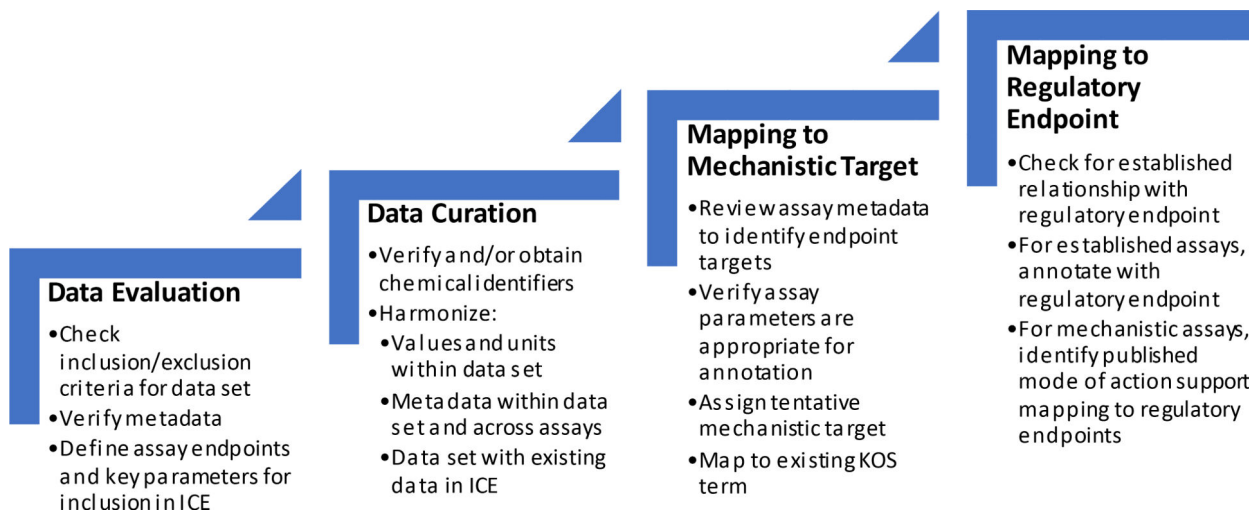 Data Evaluation
•Check
inclusion/exclusion
criteria for data set
•Verify metadata
•Define assay endpoints
and key parameters for
inclusion in ICE
Data Curation
•Verify and/or obtain
chemical identifiers
•Harmonize:
•Values and units
within data set
•Metadata within data
set and across assays
•Data set with existing
data in ICE
Mapping to
Mechanistic Target
•Review assay metadata
to identify endpoint
targets
•Verify assay
parameters are
appropriate for
annotation
•Assign tentative
mechanistic target
•Map to existing KOS
term
Mapping to
Regulatory
Endpoint
•Check for established
relationship with
regulatory endpoint
•For established assays,
annotate with
regulatory endpoint
•For mechanistic assays,
identify published
mode of action support
mapping to regulatory
endpoints